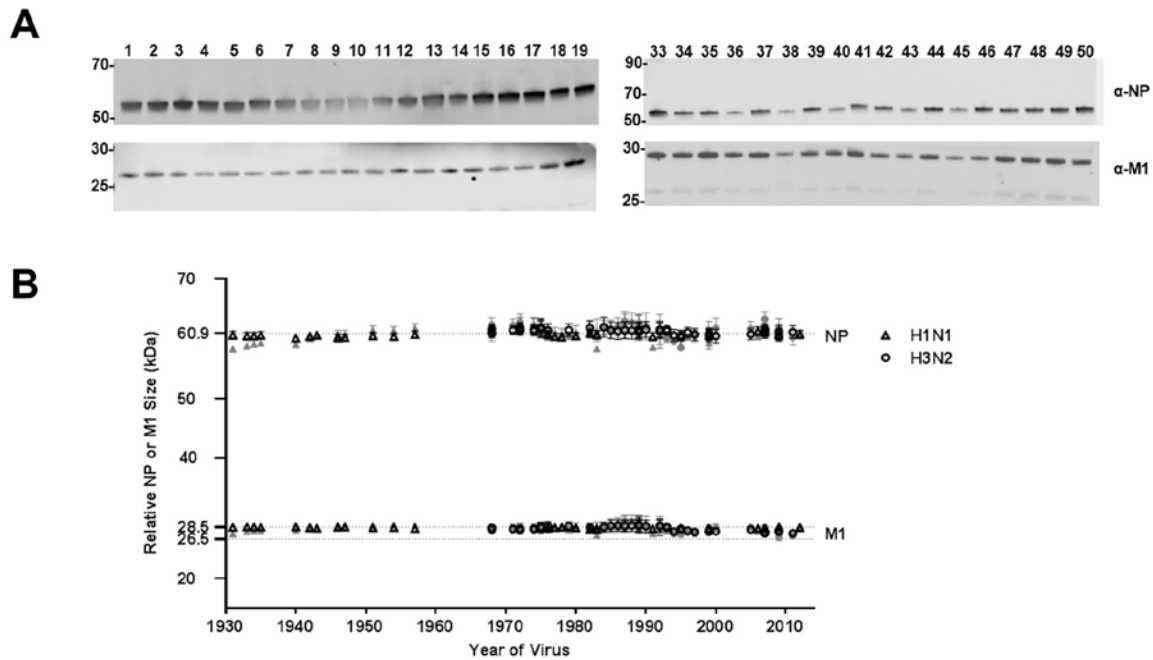 A
1 2 3 4 5 6 7 8 9 10 11 12 13 14 15 16 17 18 19
70-
50-
30-
25-
33 34 35 36 37 38 39 40 41 42 43 44 45 46 47 48 49 50
90-
70-
50-
α-NP
30-
25-
α-M1
B
Relative NP or M1 Size (kDa)
70
60.9
50
40
28.5
26.5
20
NP
M1
H1N1
H3N2
1930 1940 1950 1960 1970 1980 1990 2000 2010
Year of Virus